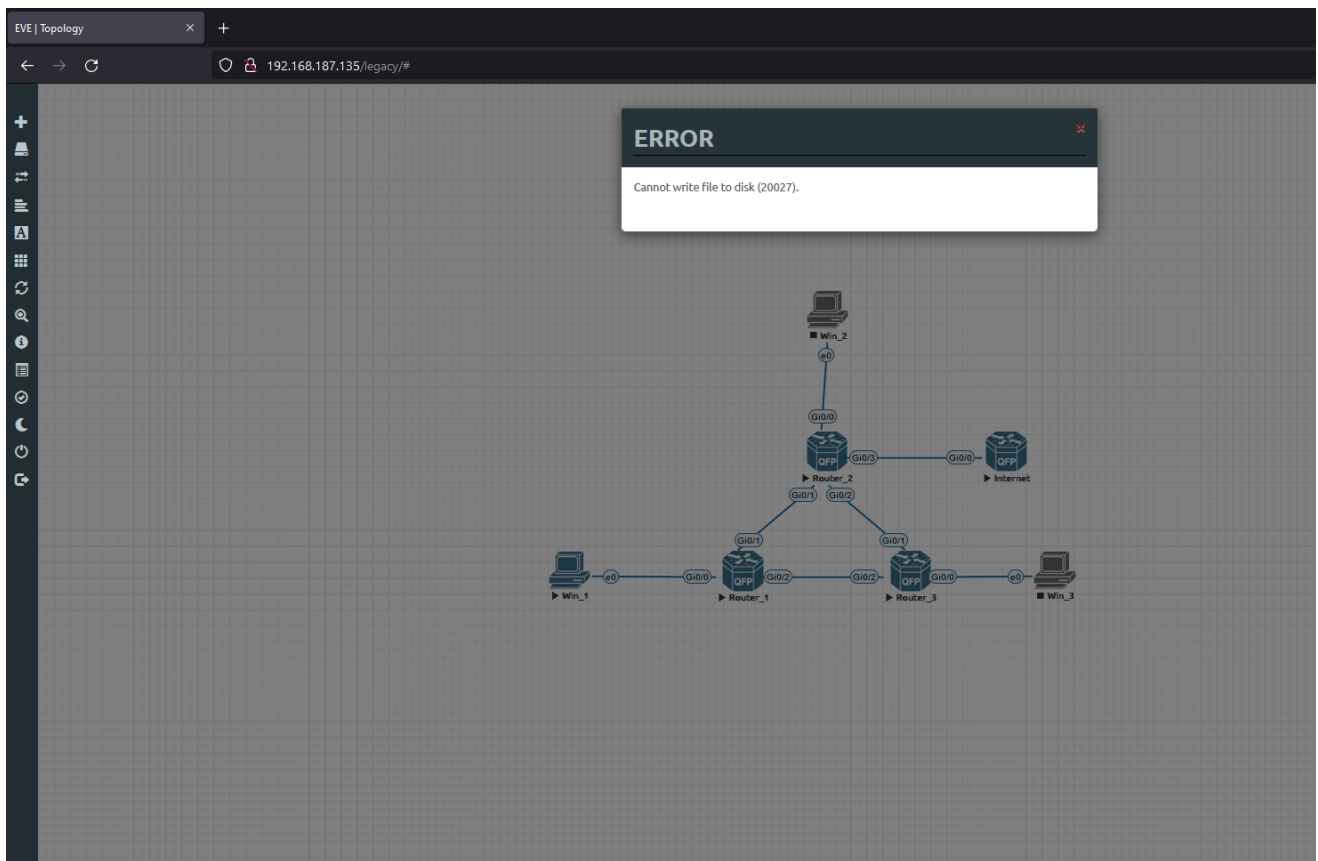 EVE | Topology
192.168.187.135/legacy/#
ERROR
Cannot write file to disk (20027).
Win_2
e0
Gi0/0
QFP
Gi0/3
Gi0/0
QFP
Router_2
Internet
Gi0/1
Gi0/2
Gi0/1
Gi0/1
e0
Gi0/0
QFP
Gi0/2
Gi0/2
QFP
Gi0/0
e0
Win_1
Router_1
Router_3
Win_3